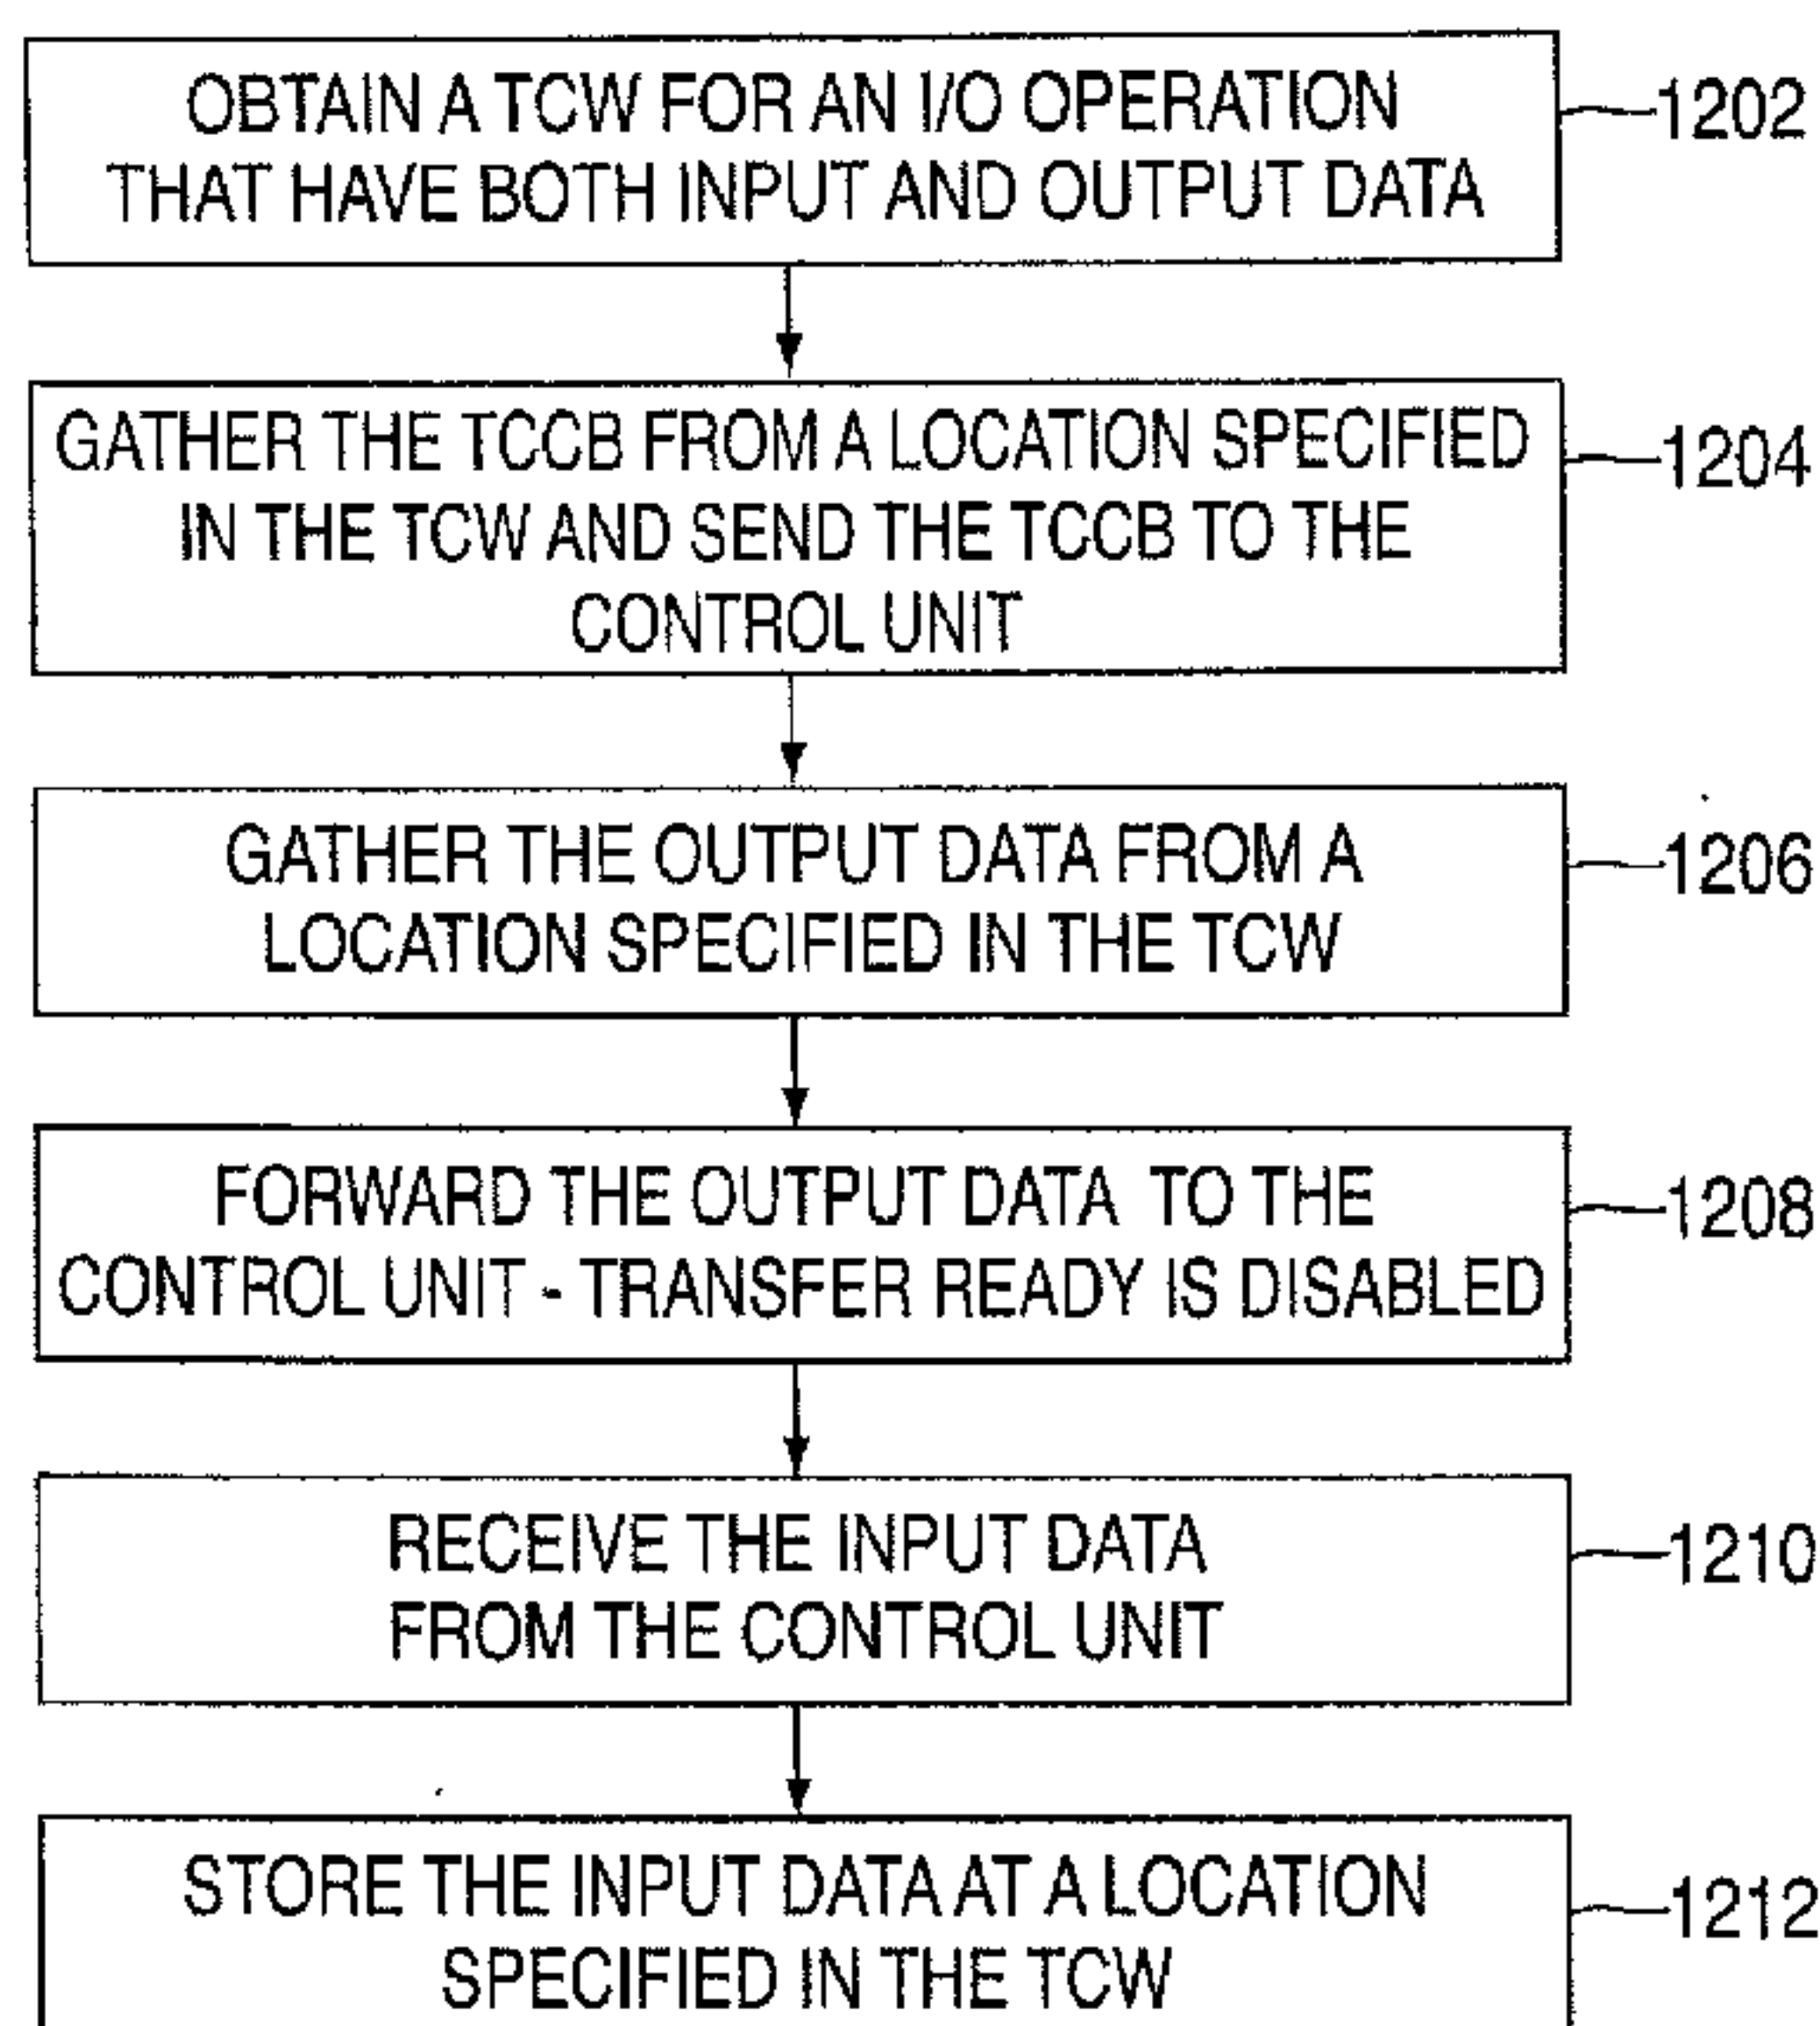 OBTAIN A TCW FOR AN I/O OPERATION
THAT HAVE BOTH INPUT AND OUTPUT DATA
1202
GATHER THE TCCB FROM A LOCATION SPECIFIED
IN THE TCW AND SEND THE TCCB TO THE
CONTROL UNIT
1204
GATHER THE OUTPUT DATA FROM A
LOCATION SPECIFIED IN THE TCW
1206
FORWARD THE OUTPUT DATA TO THE
CONTROL UNIT - TRANSFER READY IS DISABLED
1208
RECEIVE THE INPUT DATA
FROM THE CONTROL UNIT
1210
STORE THE INPUT DATA AT A LOCATION
SPECIFIED IN THE TCW
1212